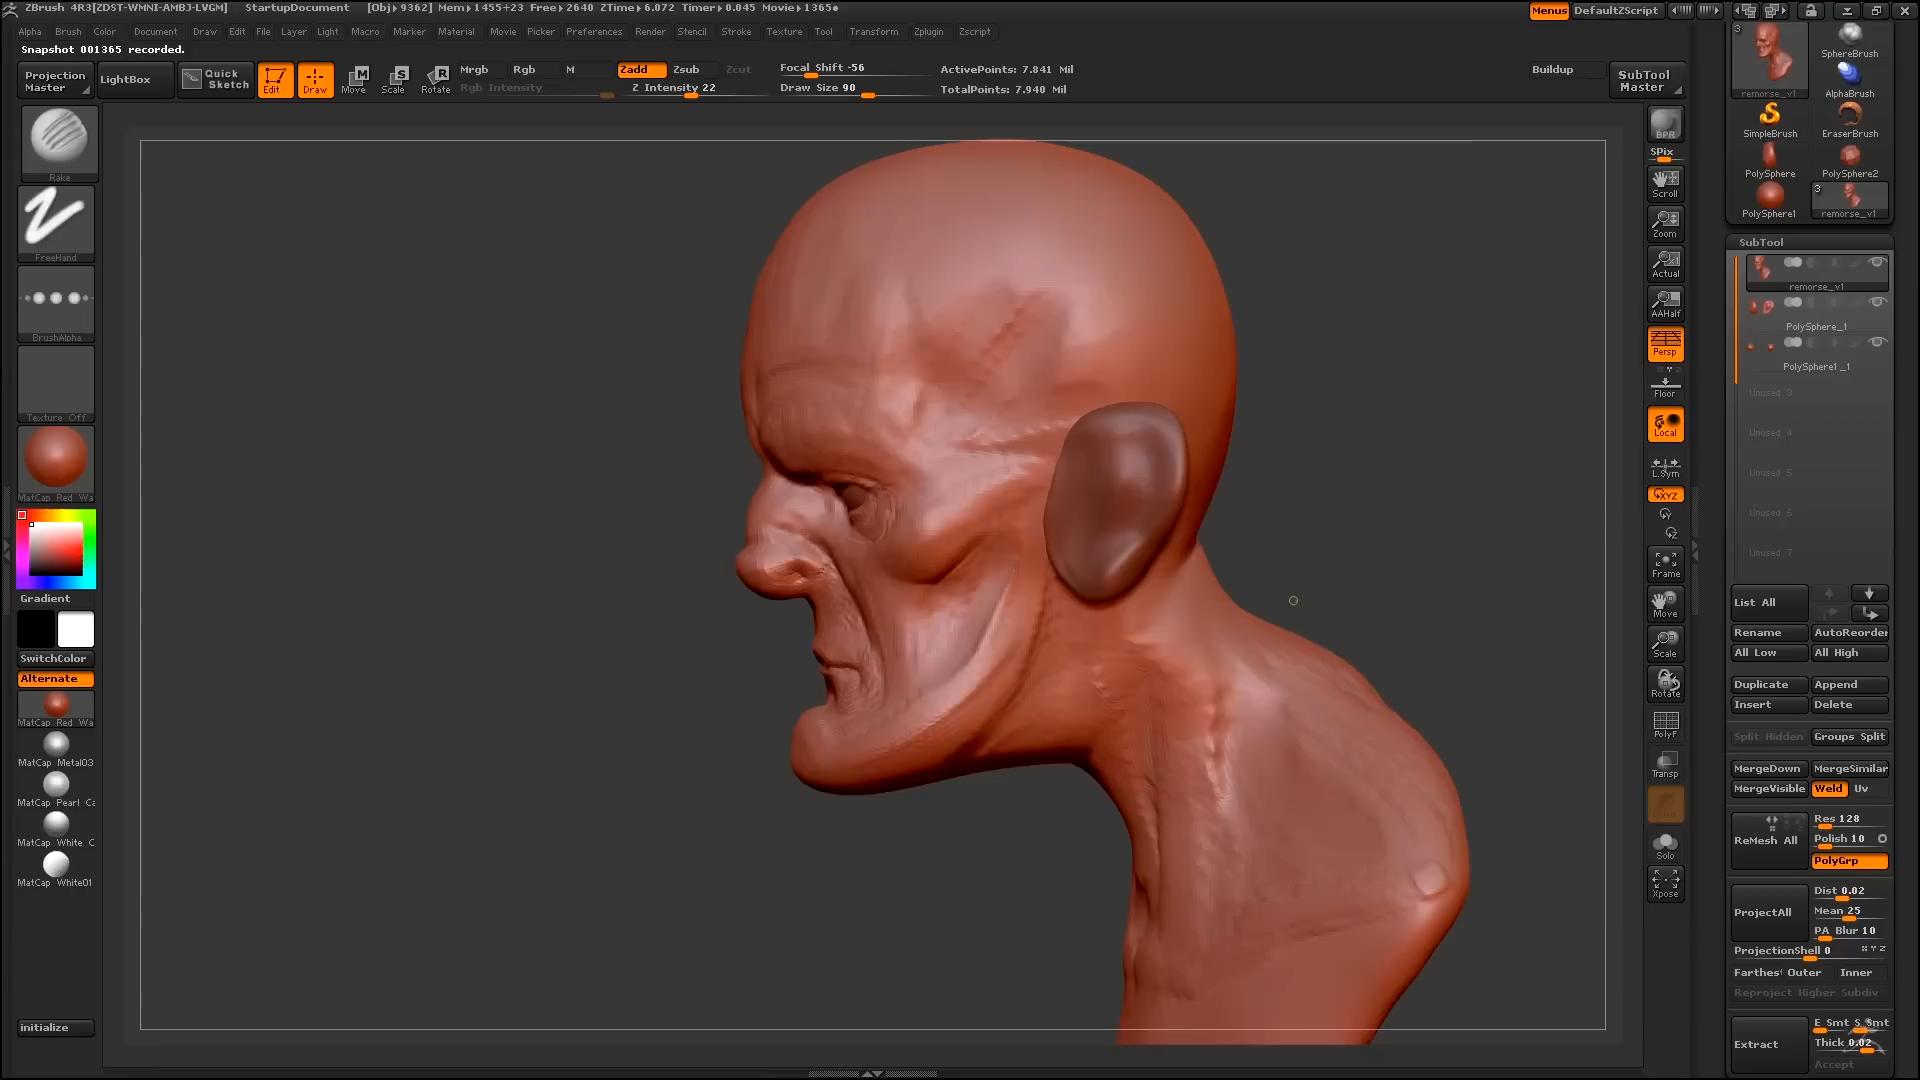 ZBrush 4R3[ZDST-WMNI-AMBJ-LVGM] StartupDocument [Obj▸ 9362] Mem▸ 1455+23 Free▸ 2640 ZTime▸ 6.072 Timer▸ 0.045 Movie▸ 1365● Menus DefaultZScript
Alpha Brush Color Document Draw Edit File Layer Light Macro Marker Material Movie Picker Preferences Render Stencil Stroke Texture Tool Transform Zplugin Zscript
Snapshot 001365 recorded.
Projection Master
LightBox
Quick Sketch
Edit
Draw
Move
Scale
Rotate
Mrgb Rgb M Zadd Zsub Zcut
Rgb Intensity Z Intensity 22
Focal Shift -56
Draw Size 90
ActivePoints: 7.841 Mil
TotalPoints: 7.940 Mil
Buildup
SubTool Master
Rake
FreeHand
BrushAlpha
Texture Off
MatCap Red Wa
Gradient
SwitchColor
Alternate
MatCap Red Wa
MatCap Metal03
MatCap Pearl Ca
MatCap White C
MatCap White01
initialize
BPR
SPix
Scroll
Zoom
Actual
AAHalf
Persp
Floor
Local
L.Sym
XYZ
Y
Z
Frame
Move
Scale
Rotate
PolyF
Transp
Solo
Xpose
3
remorse_v1
SphereBrush
AlphaBrush
SimpleBrush EraserBrush
PolySphere PolySphere2
3
PolySphere1 remorse_v1
SubTool
remorse_v1
PolySphere_1
PolySphere1_1
Unused 3
Unused 4
Unused 5
Unused 6
Unused 7
List All
Rename AutoReorder
All Low All High
Duplicate Append
Insert Delete
Split Hidden Groups Split
MergeDown MergeSimilar
MergeVisible Weld Uv
ReMesh All
Res 128
Polish 10
PolyGrp
ProjectAll
Dist 0.02
Mean 25
PA Blur 10
ProjectionShell 0 X Y Z
Farthest Outer Inner
Reproject Higher Subdiv
Extract
E Smt S Smt
Thick 0.02
Accept